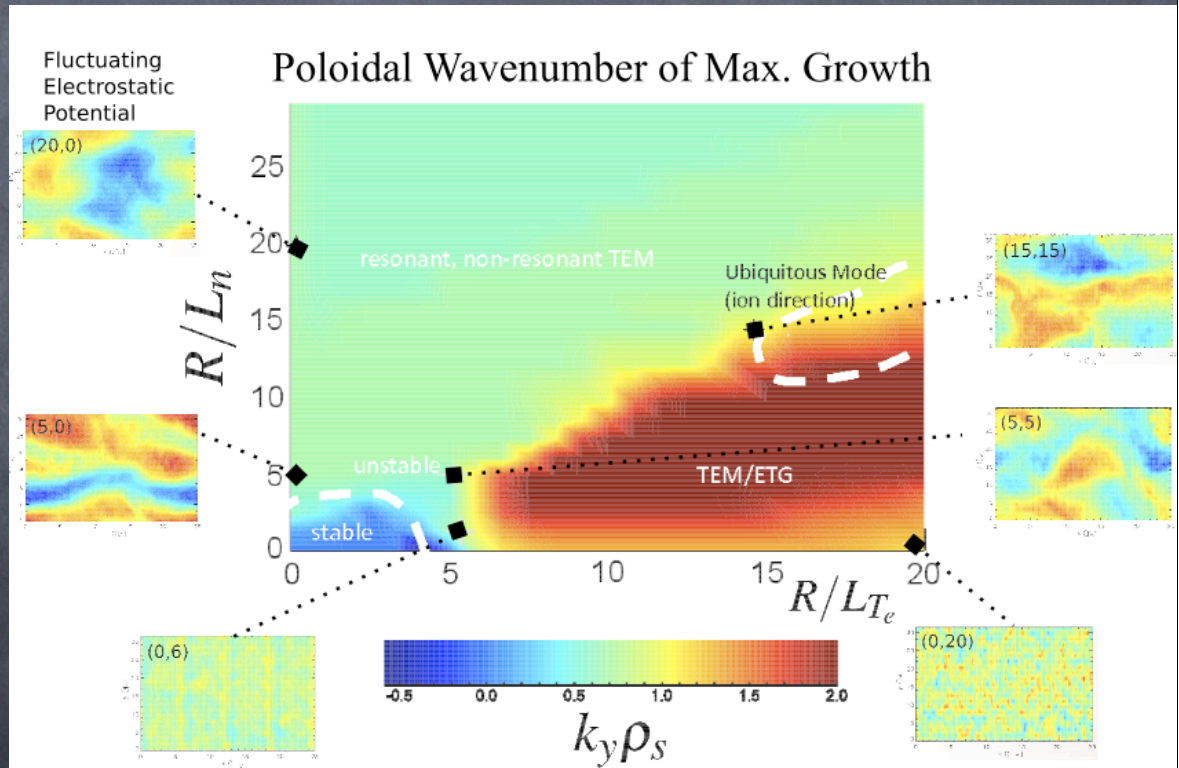 Fluctuating
Electrostatic
Potential
Poloidal Wavenumber of Max. Growth
(20,0)
25
20
resonant, non-resonant TEM
(15,15)
Ubiquitous Mode
(ion direction)
15
R/Ln
10
(5,0)
(5,5)
5
unstable
TEM/ETG
stable
0
0 5 10 15 20
R/LTe
(0,6)
(0,20)
-0.5 0.0 0.5 1.0 1.5 2.0
kyρs